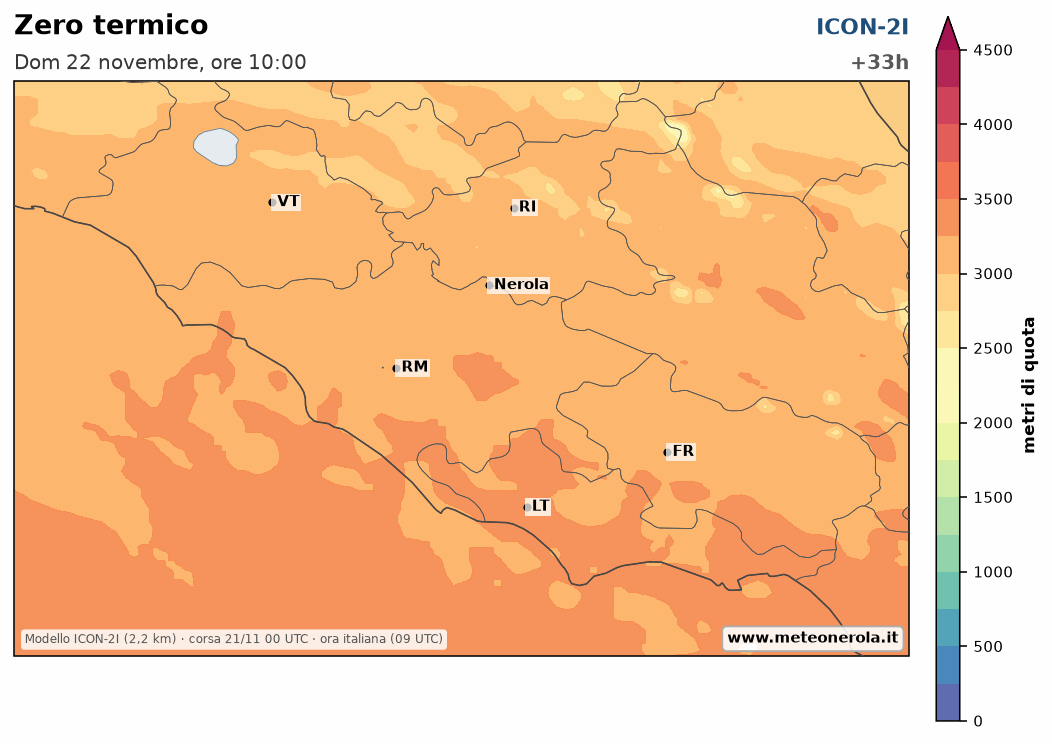 Zero termico
ICON-2I
Dom 22 novembre, ore 10:00
+33h
VT
RI
Nerola
RM
FR
LT
Modello ICON-2I (2,2 km) · corsa 21/11 00 UTC · ora italiana (09 UTC)
www.meteonerola.it
4500
4000
3500
3000
2500
2000
1500
1000
500
0
metri di quota